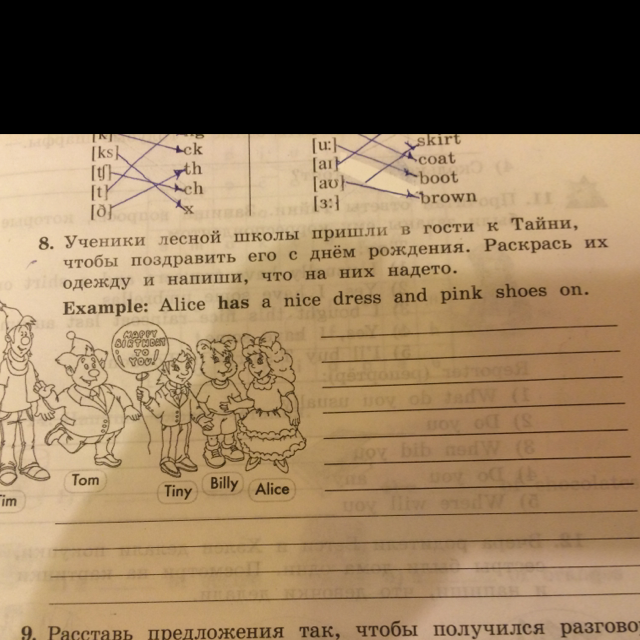 [ks] ck
[ʧ] th
[t] ch
[ð] x
[u:] skirt
[aɪ] coat
[aʊ] boot
[ɜ:] brown
8. Ученики лесной школы пришли в гости к Тайни,
чтобы поздравить его с днём рождения. Раскрась их
одежду и напиши, что на них надето.
Example: Alice has a nice dress and pink shoes on.
HAPPY
BIRTHDAY
TO
YOU!
Tim
Tom
Tiny
Billy
Alice
9. Расставь предложения так, чтобы получился разгово